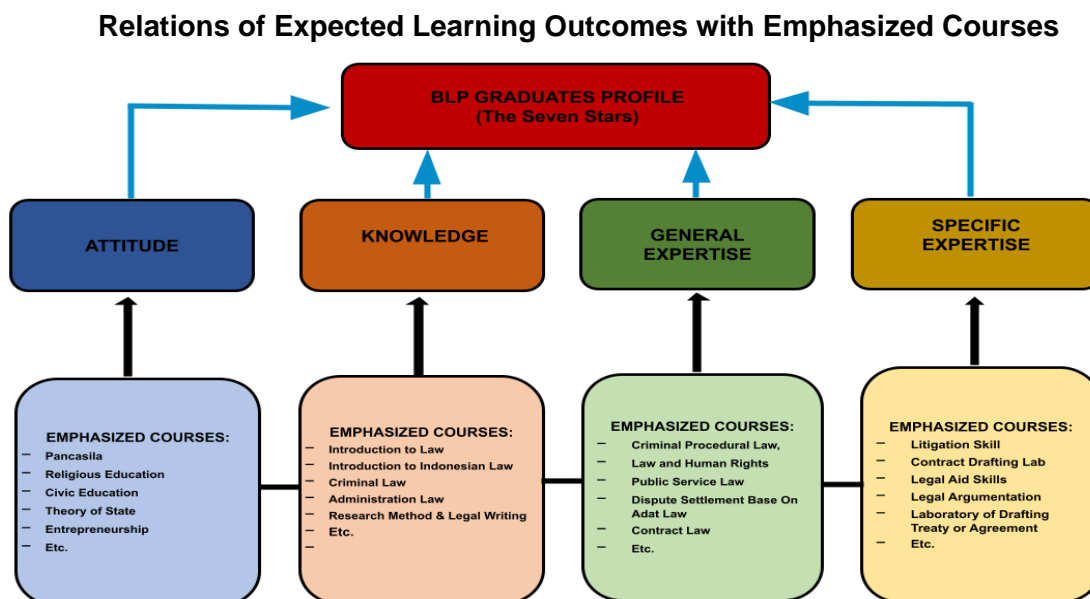 Relations of Expected Learning Outcomes with Emphasized Courses
BLP GRADUATES PROFILE
(The Seven Stars)
ATTITUDE
KNOWLEDGE
GENERAL
EXPERTISE
SPECIFIC
EXPERTISE
EMPHASIZED COURSES:
– Pancasila
– Religious Education
– Civic Education
– Theory of State
– Entrepreneurship
– Etc.
EMPHASIZED COURSES:
– Introduction to Law
– Introduction to Indonesian Law
– Criminal Law
– Administration Law
– Research Method & Legal Writing
– Etc.
–
EMPHASIZED COURSES:
– Criminal Procedural Law,
– Law and Human Rights
– Public Service Law
– Dispute Settlement Base On
Adat Law
– Contract Law
– Etc.
EMPHASIZED COURSES:
– Litigation Skill
– Contract Drafting Lab
– Legal Aid Skills
– Legal Argumentation
– Laboratory of Drafting
Treaty or Agreement
– Etc.